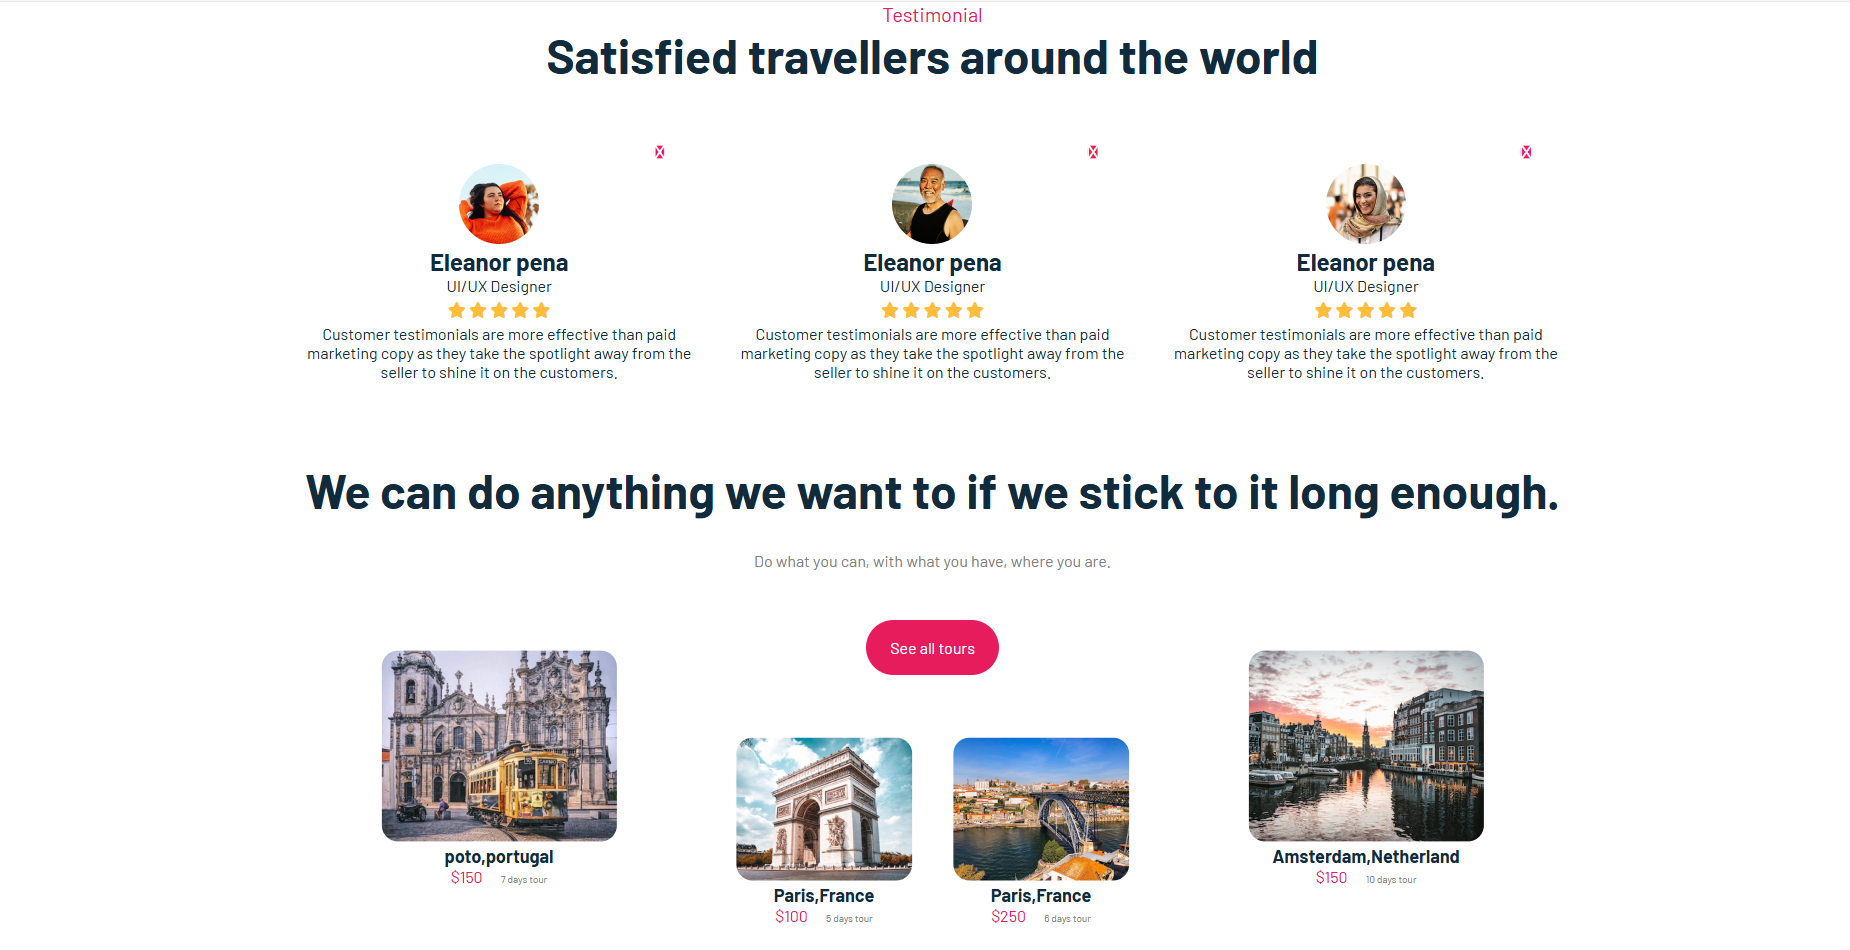 Testimonial
Satisfied travellers around the world
Eleanor pena
UI/UX Designer
Customer testimonials are more effective than paid
marketing copy as they take the spotlight away from the
seller to shine it on the customers.
Eleanor pena
UI/UX Designer
Customer testimonials are more effective than paid
marketing copy as they take the spotlight away from the
seller to shine it on the customers.
Eleanor pena
UI/UX Designer
Customer testimonials are more effective than paid
marketing copy as they take the spotlight away from the
seller to shine it on the customers.
We can do anything we want to if we stick to it long enough.
Do what you can, with what you have, where you are.
See all tours
poto,portugal
$150 7 days tour
Paris,France
$100 5 days tour
Paris,France
$250 6 days tour
Amsterdam,Netherland
$150 10 days tour